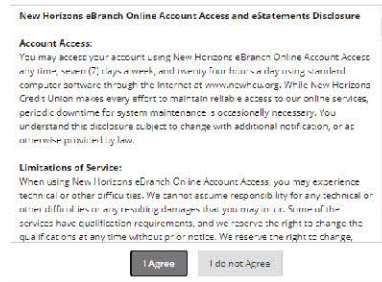 New Horizons eBranch Online Account Access and eStatements Disclosure
Account Access:
You may access your account using New Horizons eBranch Online Account Access
any time, seven (7) days a week, and twenty four hours a day using standard
computer software through the Internet at www.newhcu.org. While New Horizons
Credit Union makes every effort to maintain reliable access to our online services,
periodic downtime for system maintenance is occasionally necessary. You
understand this disclosure subject to change with additional notification, or as
otherwise provided by law.
Limitations of Service:
When using New Horizons eBranch Online Account Access, you may experience
technical or other difficulties. We cannot assume responsibility for any technical or
other difficulties or any resulting damages that you may incur. Some of the
services have qualification requirements, and we reserve the right to change the
qualifications at any time without prior notice. We reserve the right to change,
I Agree
I do not Agree